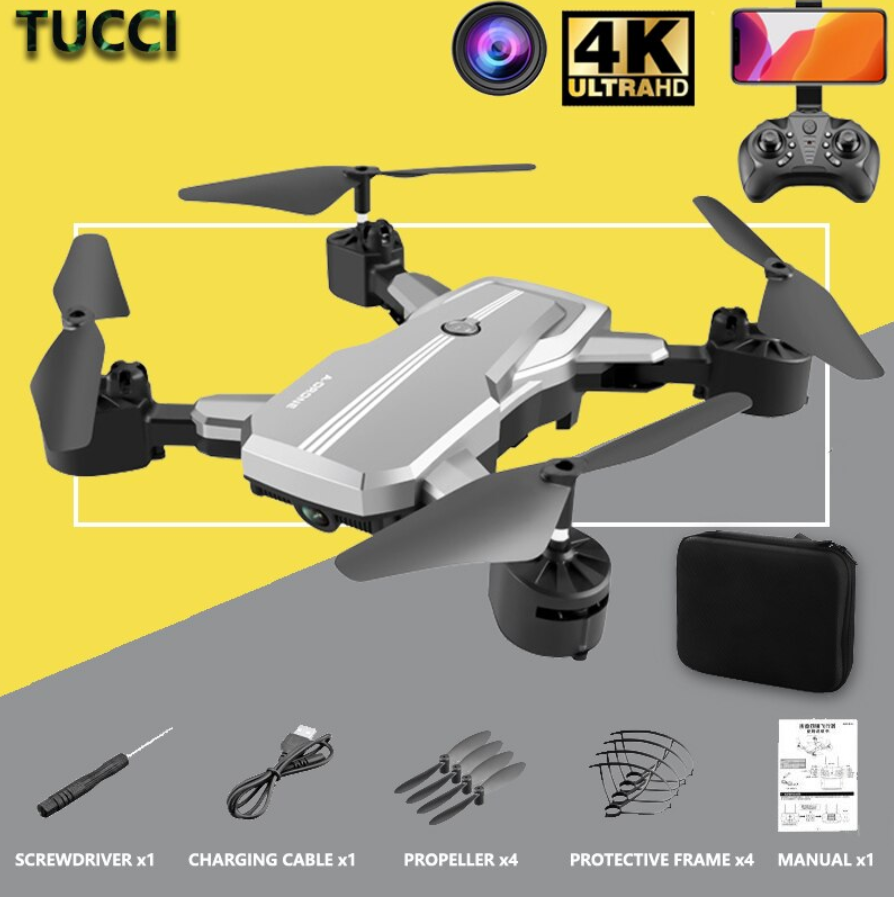 TUCCI
4K
ULTRAHD
A-DRONE
SCREWDRIVER x1
CHARGING CABLE x1
PROPELLER x4
PROTECTIVE FRAME x4
MANUAL x1